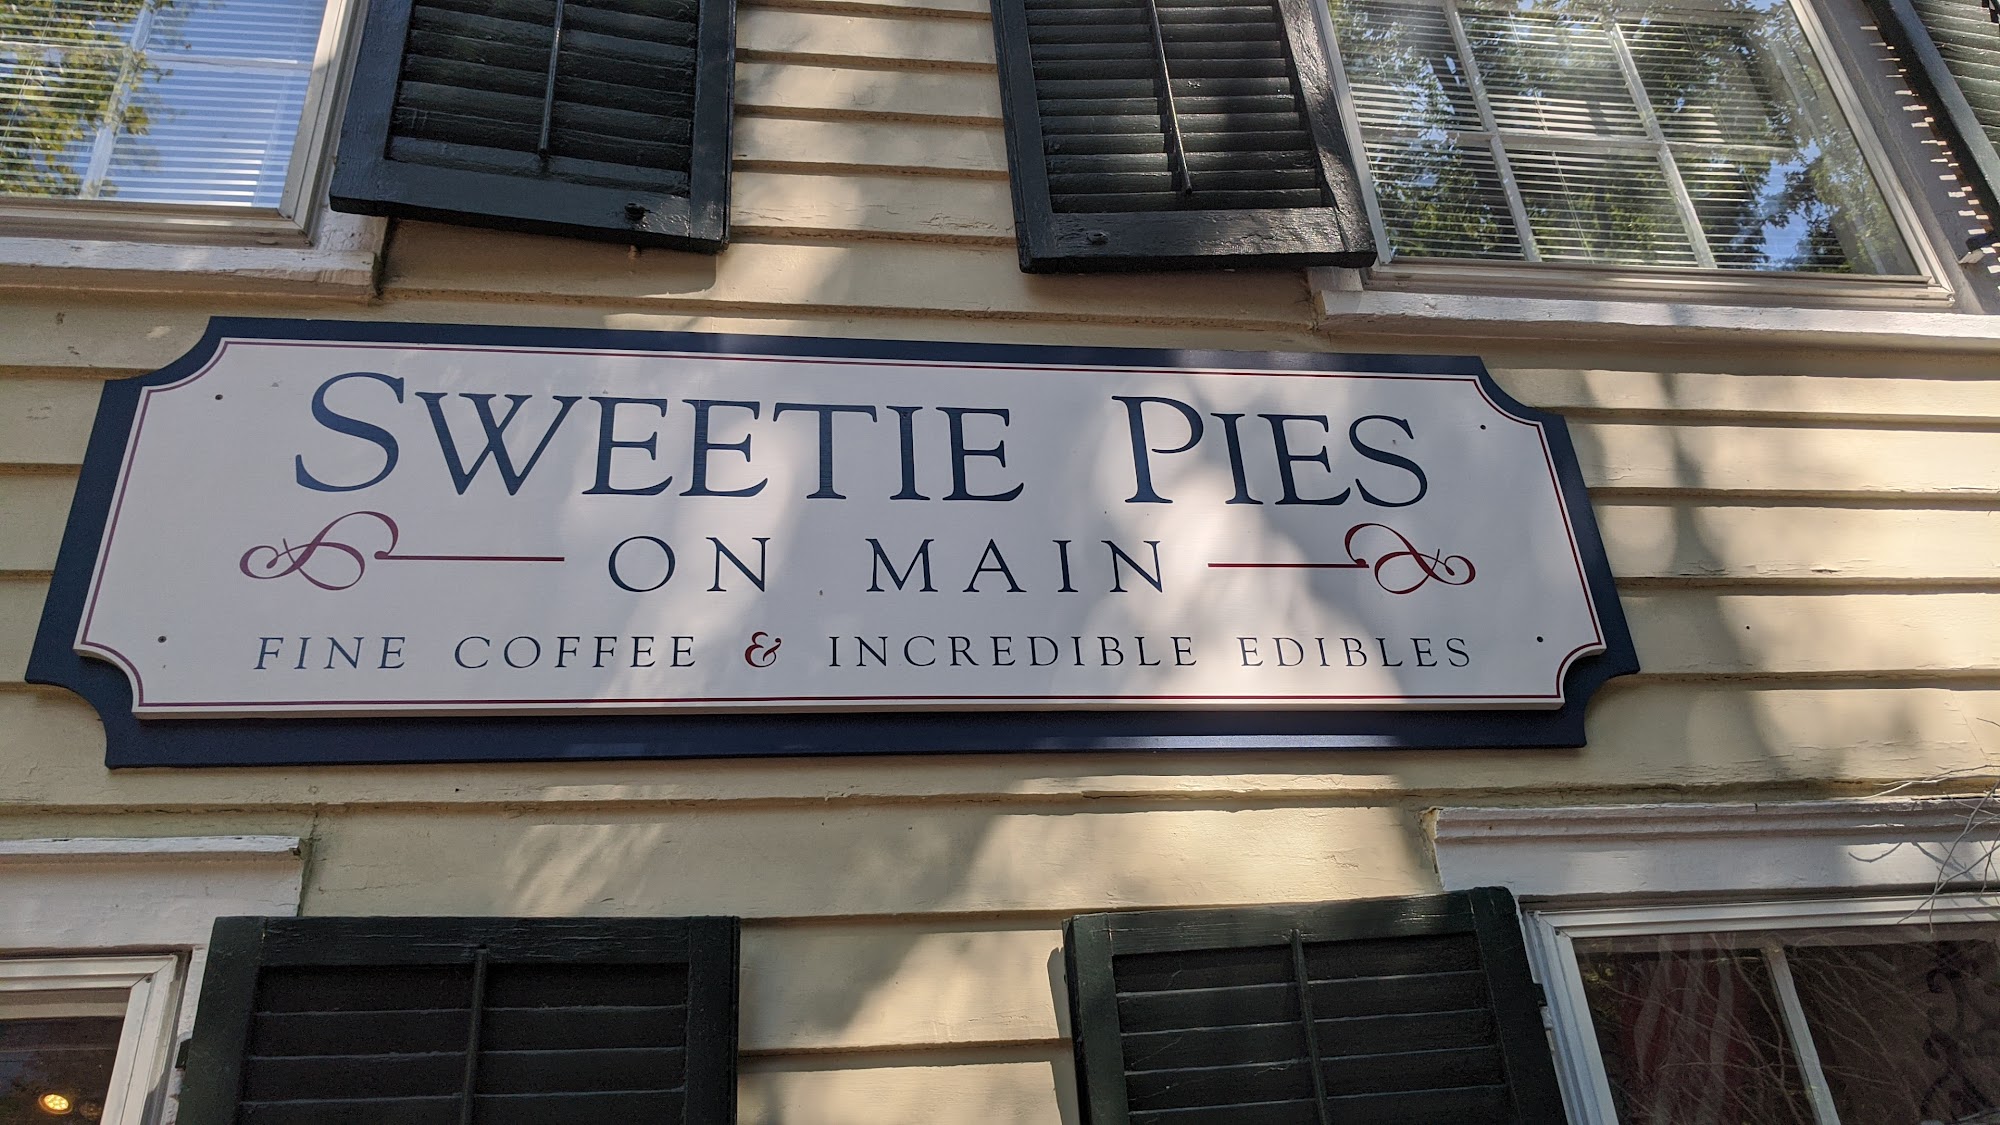 SWEETIE PIES
ON MAIN
FINE COFFEE & INCREDIBLE EDIBLES